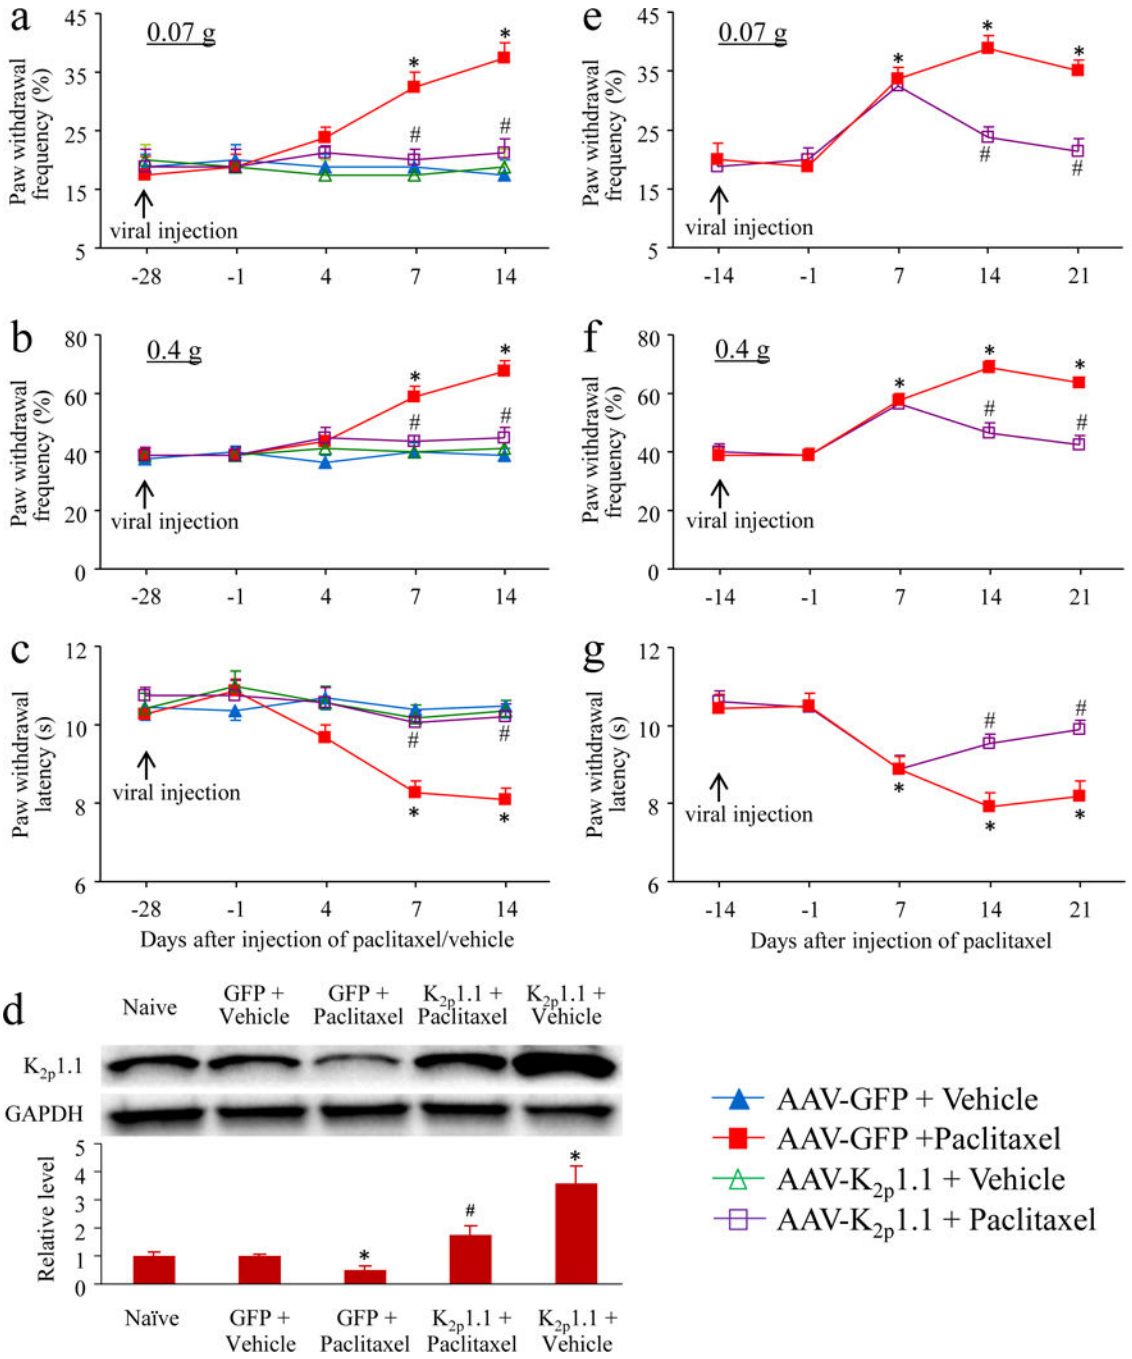 a
0.07 g
Paw withdrawal
frequency (%)
45
35
25
15
5
*
*
#
#
viral injection
-28
-1
4
7
14
e
0.07 g
Paw withdrawal
frequency (%)
45
35
25
15
5
*
*
*
#
#
viral injection
-14
-1
7
14
21
b
0.4 g
Paw withdrawal
frequency (%)
80
60
40
20
0
*
*
#
#
viral injection
-28
-1
4
7
14
f
0.4 g
Paw withdrawal
frequency (%)
80
60
40
20
0
*
*
*
#
#
viral injection
-14
-1
7
14
21
c
Paw withdrawal
latency (s)
12
10
8
6
#
#
*
*
viral injection
-28
-1
4
7
14
Days after injection of paclitaxel/vehicle
g
Paw withdrawal
latency (s)
12
10
8
6
#
#
*
*
*
viral injection
-14
-1
7
14
21
Days after injection of paclitaxel
d
Naive
GFP +
Vehicle
GFP +
Paclitaxel
K2p1.1 +
Paclitaxel
K2p1.1 +
Vehicle
K2p1.1
GAPDH
Relative level
5
4
3
2
1
0
*
#
*
Naïve
GFP +
Vehicle
GFP +
Paclitaxel
K2p1.1 +
Paclitaxel
K2p1.1 +
Vehicle
AAV-GFP + Vehicle
AAV-GFP +Paclitaxel
AAV-K2p1.1 + Vehicle
AAV-K2p1.1 + Paclitaxel